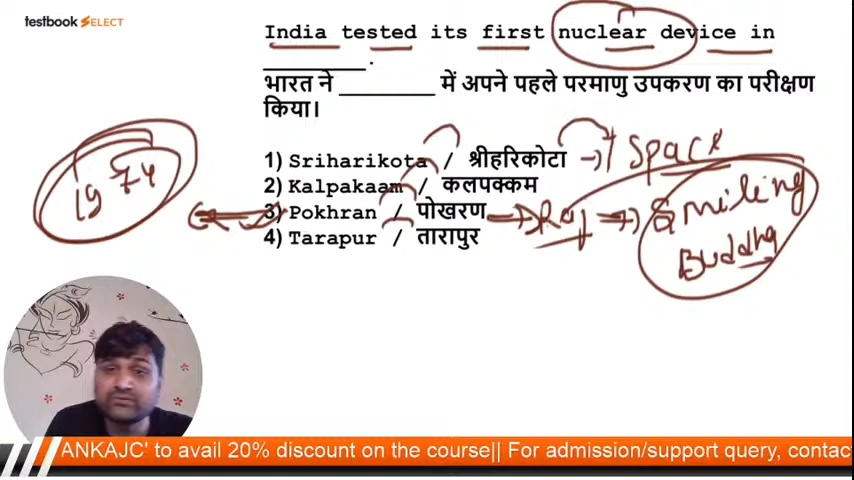 testbook SELECT
India tested its first nuclear device in
________.
भारत ने ________ में अपने पहले परमाणु उपकरण का परीक्षण
किया।
1) Sriharikota / श्रीहरिकोटा → Space
2) Kalpakaam / कलपक्कम
3) Pokhran / पोखरण → Raj → Smiling
Buddha
4) Tarapur / तारापुर
1974
ANKAJC' to avail 20% discount on the course|| For admission/support query, contac